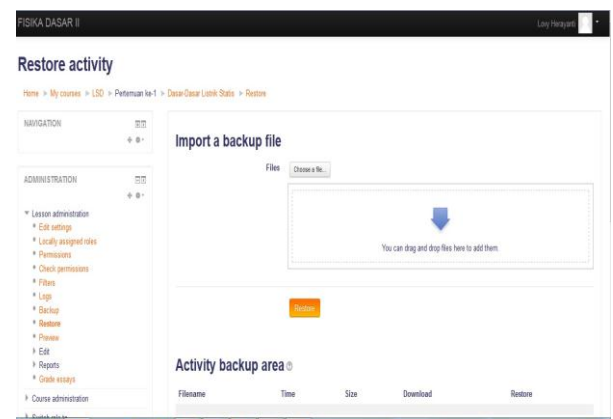 FISIKA DASAR II
Lovy Herayanti
Restore activity
Home ► My courses ► LSD ► Pertemuan ke-1 ► Dasar-Dasar Listrik Statis ► Restore
NAVIGATION
ADMINISTRATION
Lesson administration
Edit settings
Locally assigned roles
Permissions
Check permissions
Filters
Logs
Backup
Restore
Preview
Edit
Reports
Grade essays
Course administration
Switch role to
Import a backup file
Files
Choose a file...
You can drag and drop files here to add them.
Restore
Activity backup area
Filename Time Size Download Restore